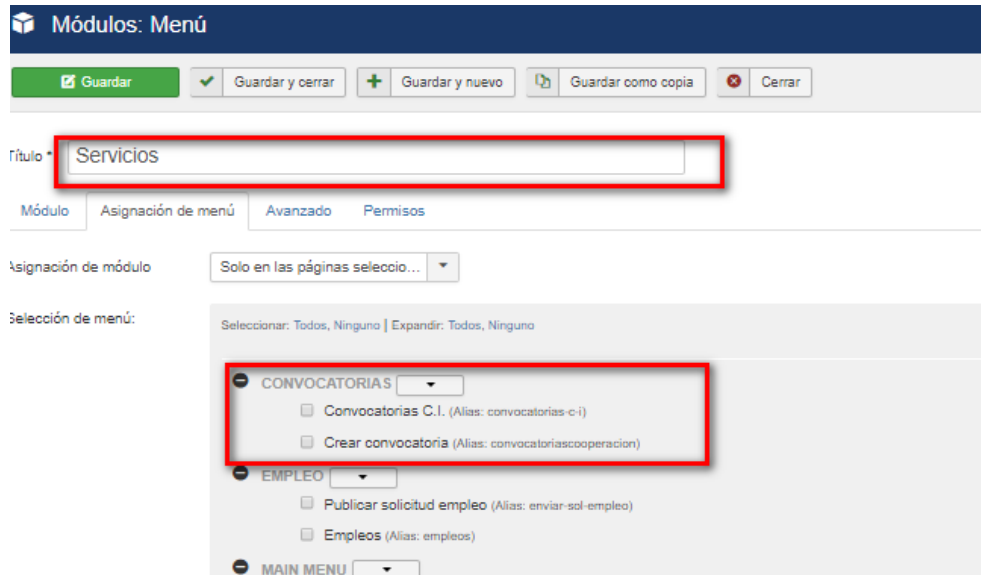 Módulos: Menú
Guardar Guardar y cerrar Guardar y nuevo Guardar como copia Cerrar
Título * Servicios
Módulo Asignación de menú Avanzado Permisos
Asignación de módulo Solo en las páginas seleccio...
Selección de menú:
Seleccionar: Todos, Ninguno | Expandir: Todos, Ninguno
CONVOCATORIAS
Convocatorias C.I. (Alias: convocatorias-c-i)
Crear convocatoria (Alias: convocatoriascooperacion)
EMPLEO
Publicar solicitud empleo (Alias: enviar-sol-empleo)
Empleos (Alias: empleos)
MAIN MENU